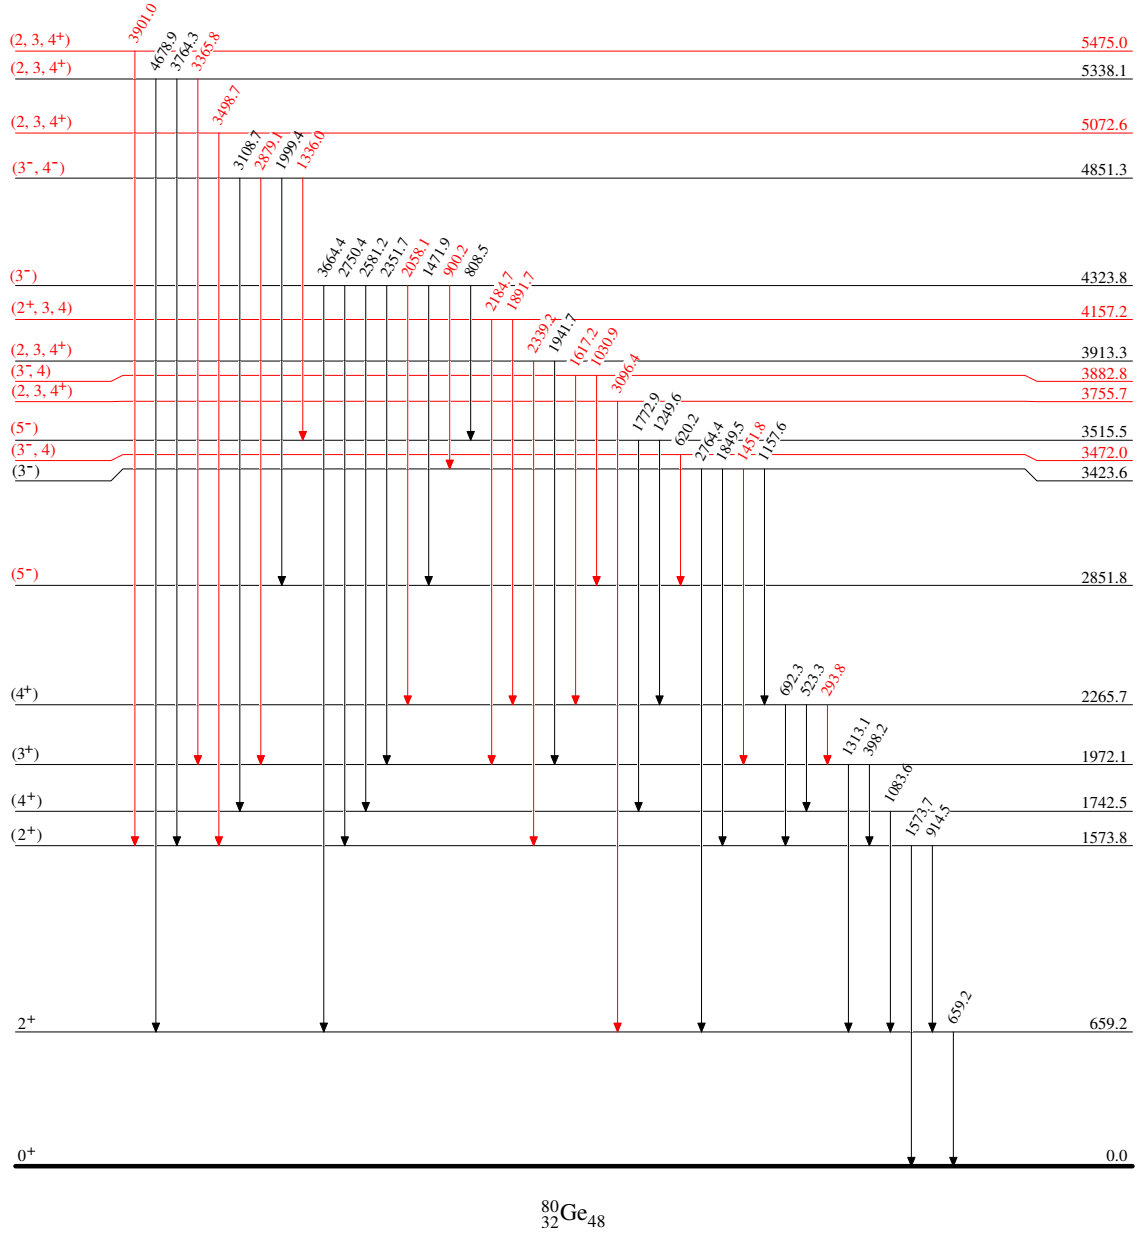 3901.0
(2, 3, 4⁺) 5475.0
4678.9 3764.3 3365.8
(2, 3, 4⁺) 5338.1
3498.7
(2, 3, 4⁺) 5072.6
3108.7 2879.1 1999.4 1336.0
(3⁻, 4⁻) 4851.3
3664.4 2750.4 2581.2 2351.7 2058.1 1471.9 900.2 808.5
(3⁻) 4323.8
2184.7 1891.7
(2⁺, 3, 4) 4157.2
2339.2 1941.7
(2, 3, 4⁺) 3913.3
1617.2 1030.9
(3⁻, 4) 3882.8
3096.4
(2, 3, 4⁺) 3755.7
1772.9 1249.6
(5⁻) 3515.5
620.2
(3⁻, 4) 3472.0
2764.4 1849.5 1451.8 1157.6
(3⁻) 3423.6
(5⁻) 2851.8
692.3 523.3 293.8
(4⁺) 2265.7
1313.1 398.2
(3⁺) 1972.1
1083.6
(4⁺) 1742.5
1573.7 914.5
(2⁺) 1573.8
659.2
2⁺ 659.2
0⁺ 0.0
⁸⁰₃₂Ge₄₈